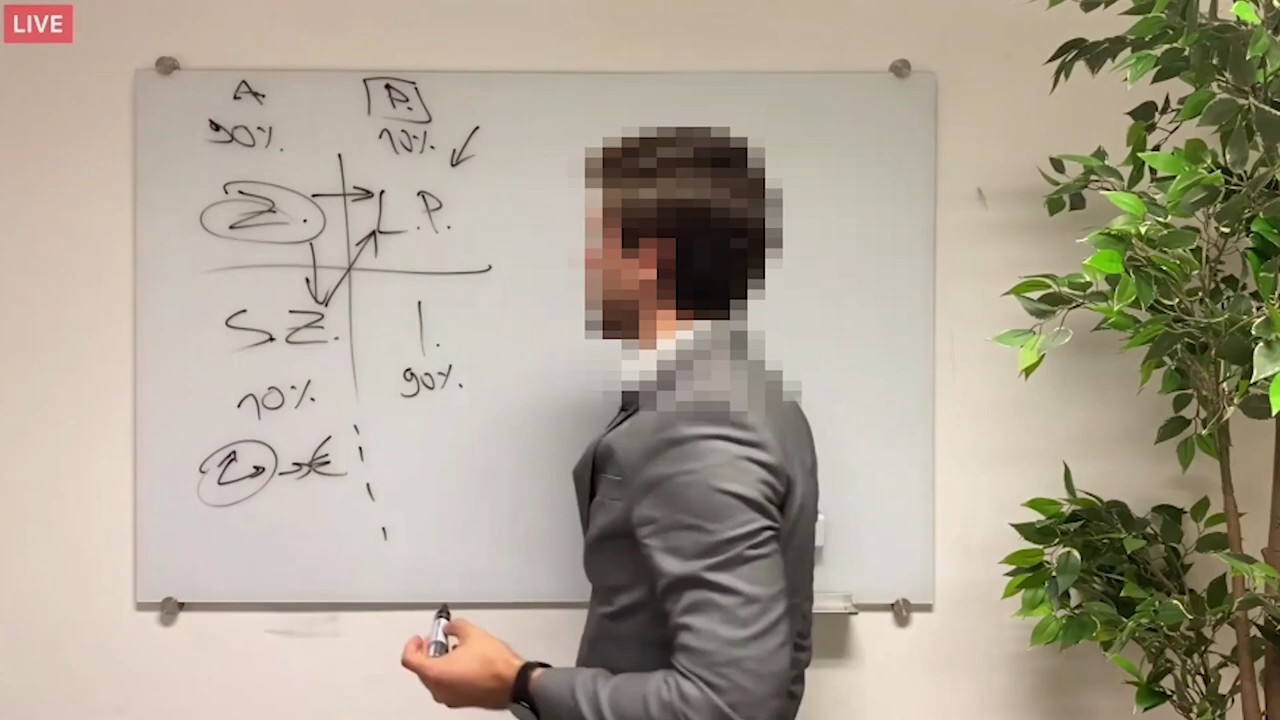 LIVE
A P.
90% 10%
Z. L.P.
S.Z. I.
10% 90%
→€